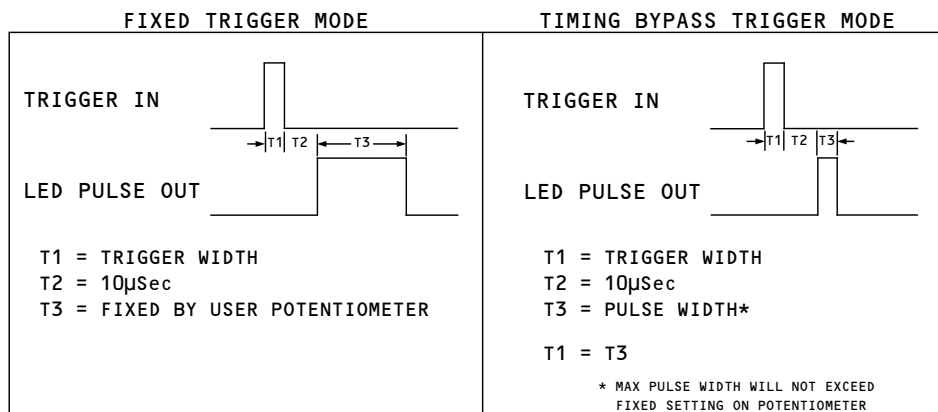 FIXED TRIGGER MODE
TRIGGER IN
T1 T2 T3
LED PULSE OUT
T1 = TRIGGER WIDTH
T2 = 10µSec
T3 = FIXED BY USER POTENTIOMETER
TIMING BYPASS TRIGGER MODE
TRIGGER IN
T1 T2 T3
LED PULSE OUT
T1 = TRIGGER WIDTH
T2 = 10µSec
T3 = PULSE WIDTH*
T1 = T3
* MAX PULSE WIDTH WILL NOT EXCEED
FIXED SETTING ON POTENTIOMETER